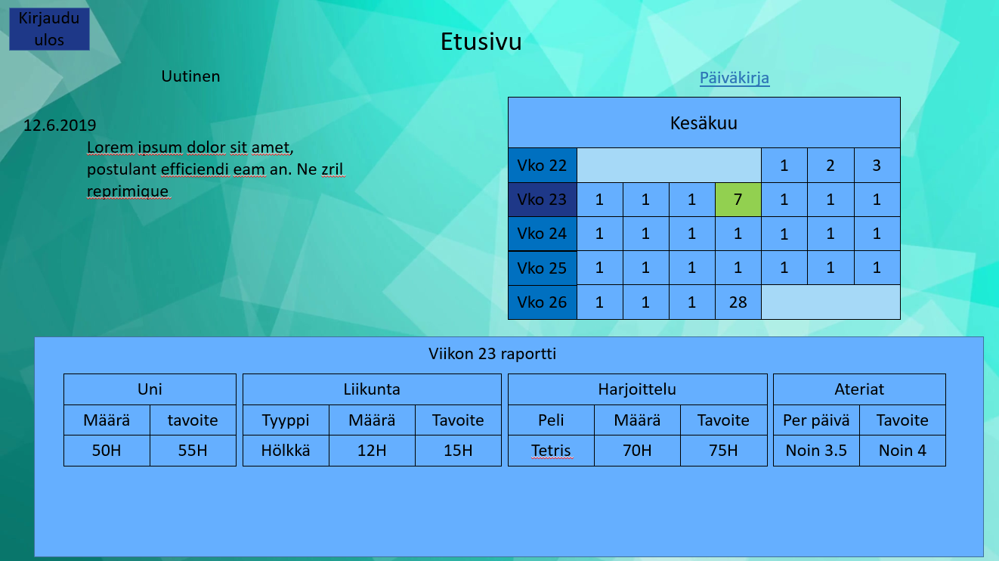 Kirjaudu
ulos
Etusivu
Uutinen
12.6.2019
Lorem ipsum dolor sit amet,
postulant efficiendi eam an. Ne zril
reprimique
Päiväkirja
Kesäkuu
Vko 22 1 2 3
Vko 23 1 1 1 7 1 1 1
Vko 24 1 1 1 1 1 1 1
Vko 25 1 1 1 1 1 1 1
Vko 26 1 1 1 28
Viikon 23 raportti
Uni Liikunta Harjoittelu Ateriat
Määrä tavoite Tyyppi Määrä Tavoite Peli Määrä Tavoite Per päivä Tavoite
50H 55H Hölkkä 12H 15H Tetris 70H 75H Noin 3.5 Noin 4